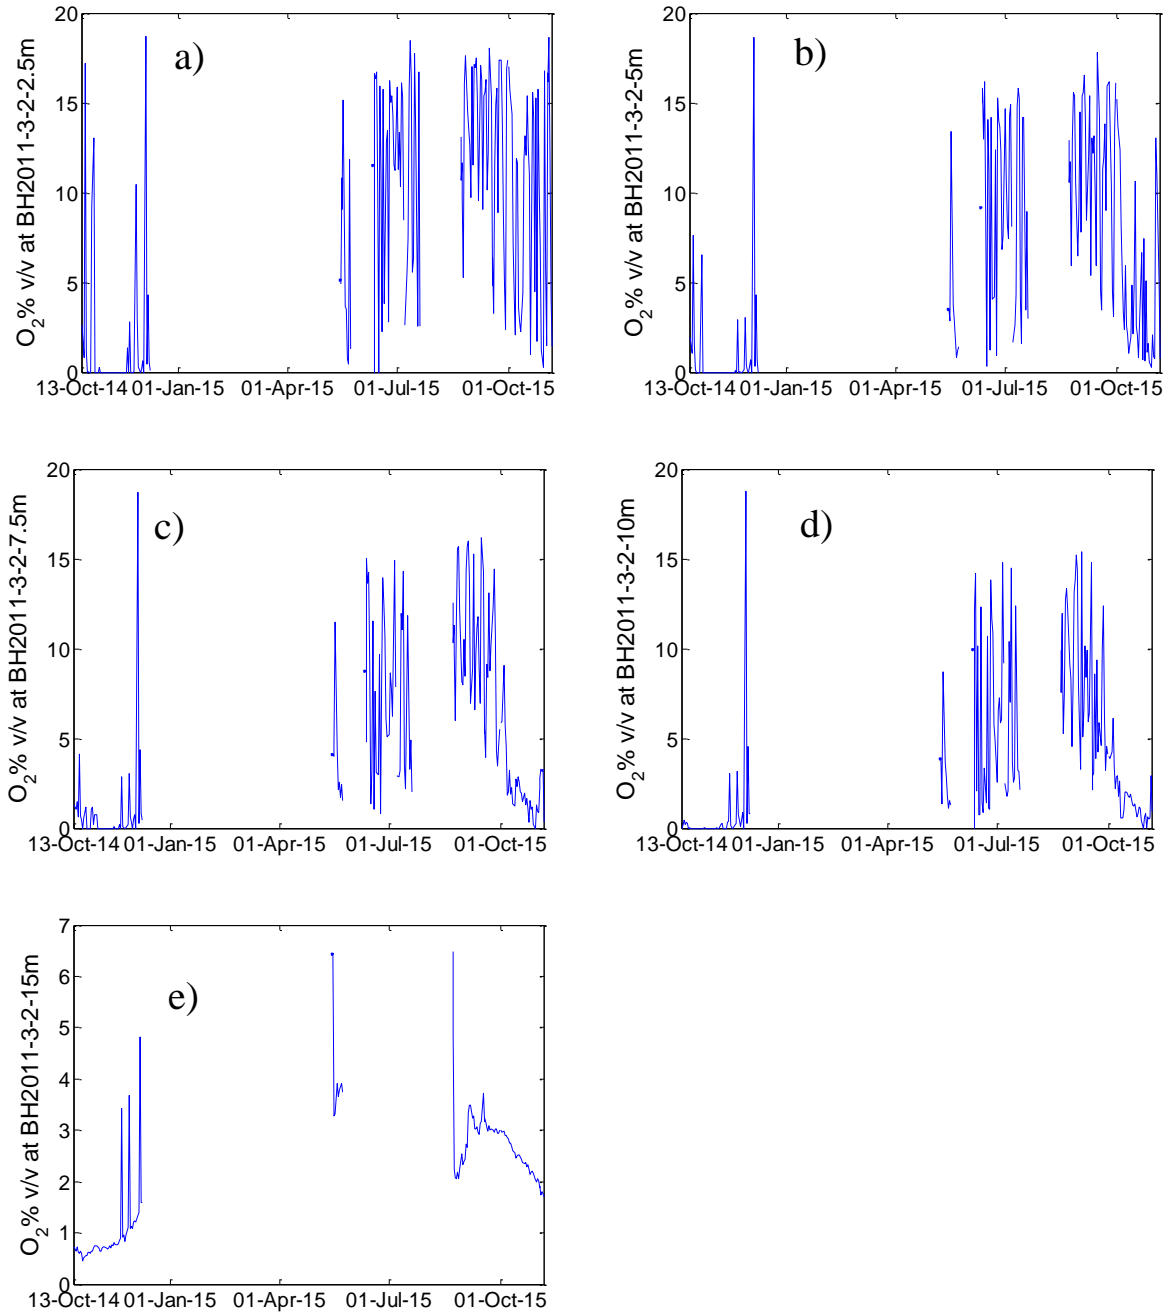 a)
O2% v/v at BH2011-3-2-2.5m
20
15
10
5
0
13-Oct-14 01-Jan-15 01-Apr-15 01-Jul-15 01-Oct-15
b)
O2% v/v at BH2011-3-2-5m
20
15
10
5
0
13-Oct-14 01-Jan-15 01-Apr-15 01-Jul-15 01-Oct-15
c)
O2% v/v at BH2011-3-2-7.5m
20
15
10
5
0
13-Oct-14 01-Jan-15 01-Apr-15 01-Jul-15 01-Oct-15
d)
O2% v/v at BH2011-3-2-10m
20
15
10
5
0
13-Oct-14 01-Jan-15 01-Apr-15 01-Jul-15 01-Oct-15
e)
O2% v/v at BH2011-3-2-15m
7
6
5
4
3
2
1
0
13-Oct-14 01-Jan-15 01-Apr-15 01-Jul-15 01-Oct-15